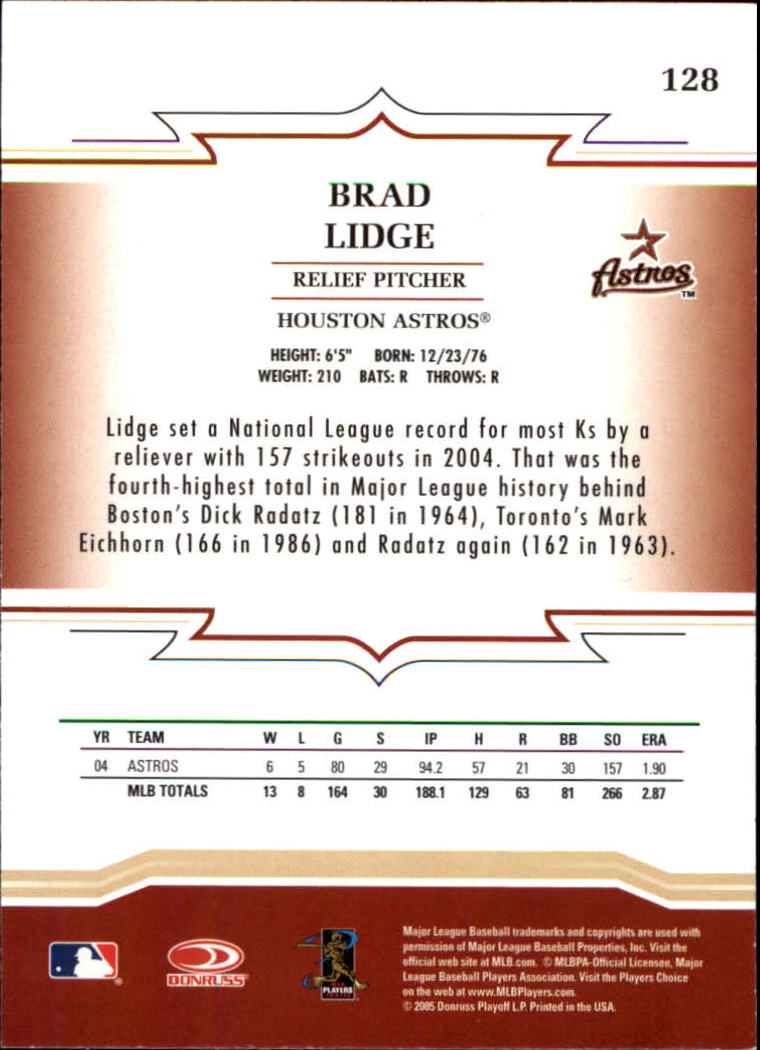 128
BRAD
LIDGE
RELIEF PITCHER
HOUSTON ASTROS®
Astros
TM
HEIGHT: 6'5" BORN: 12/23/76
WEIGHT: 210 BATS: R THROWS: R
Lidge set a National League record for most Ks by a
reliever with 157 strikeouts in 2004. That was the
fourth-highest total in Major League history behind
Boston's Dick Radatz (181 in 1964), Toronto's Mark
Eichhorn (166 in 1986) and Radatz again (162 in 1963).
YR TEAM W L G S IP H R BB SO ERA
04 ASTROS 6 5 80 29 94.2 57 21 30 157 1.90
MLB TOTALS 13 8 164 30 188.1 129 63 81 266 2.87
DONRUSS
PLAYERS
Major League Baseball trademarks and copyrights are used with
permission of Major League Baseball Properties, Inc. Visit the
official web site at MLB.com. © MLBPA-Official Licensee, Major
League Baseball Players Association. Visit the Players Choice
on the web at www.MLBPlayers.com.
© 2005 Donruss Playoff L.P. Printed in the USA.